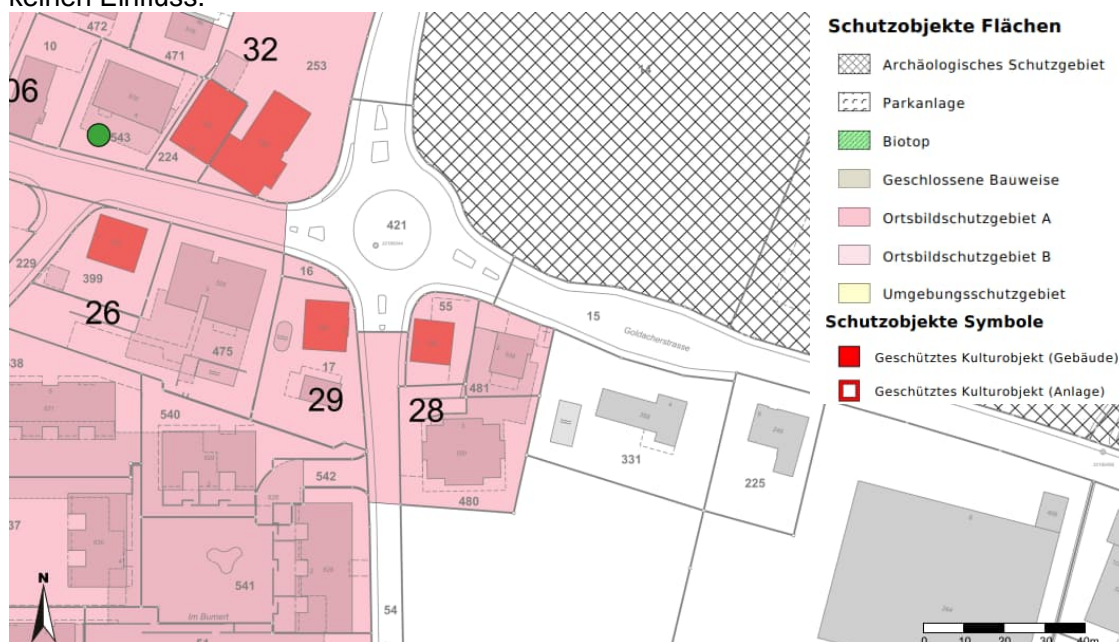 keinen Einfluss.
472
471
10
32
253
06
543
224
14
421
229
399
26
16
55
475
17
29
28
481
15
Goldacherstrasse
540
542
480
331
225
541
Im Bumert
54
N
0 10 20 30 40m
Schutzobjekte Flächen
Archäologisches Schutzgebiet
Parkanlage
Biotop
Geschlossene Bauweise
Ortsbildschutzgebiet A
Ortsbildschutzgebiet B
Umgebungsschutzgebiet
Schutzobjekte Symbole
Geschütztes Kulturobjekt (Gebäude)
Geschütztes Kulturobjekt (Anlage)